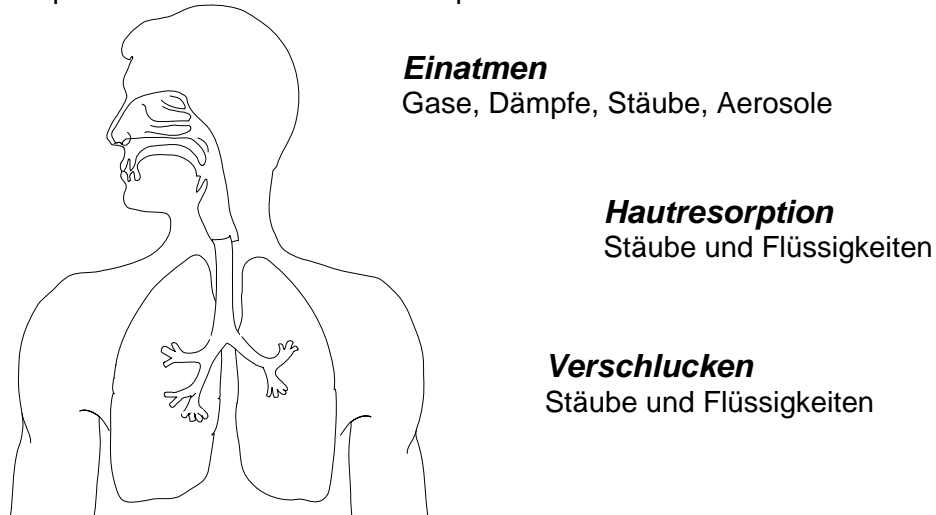 Einatmen
Gase, Dämpfe, Stäube, Aerosole
Hautresorption
Stäube und Flüssigkeiten
Verschlucken
Stäube und Flüssigkeiten